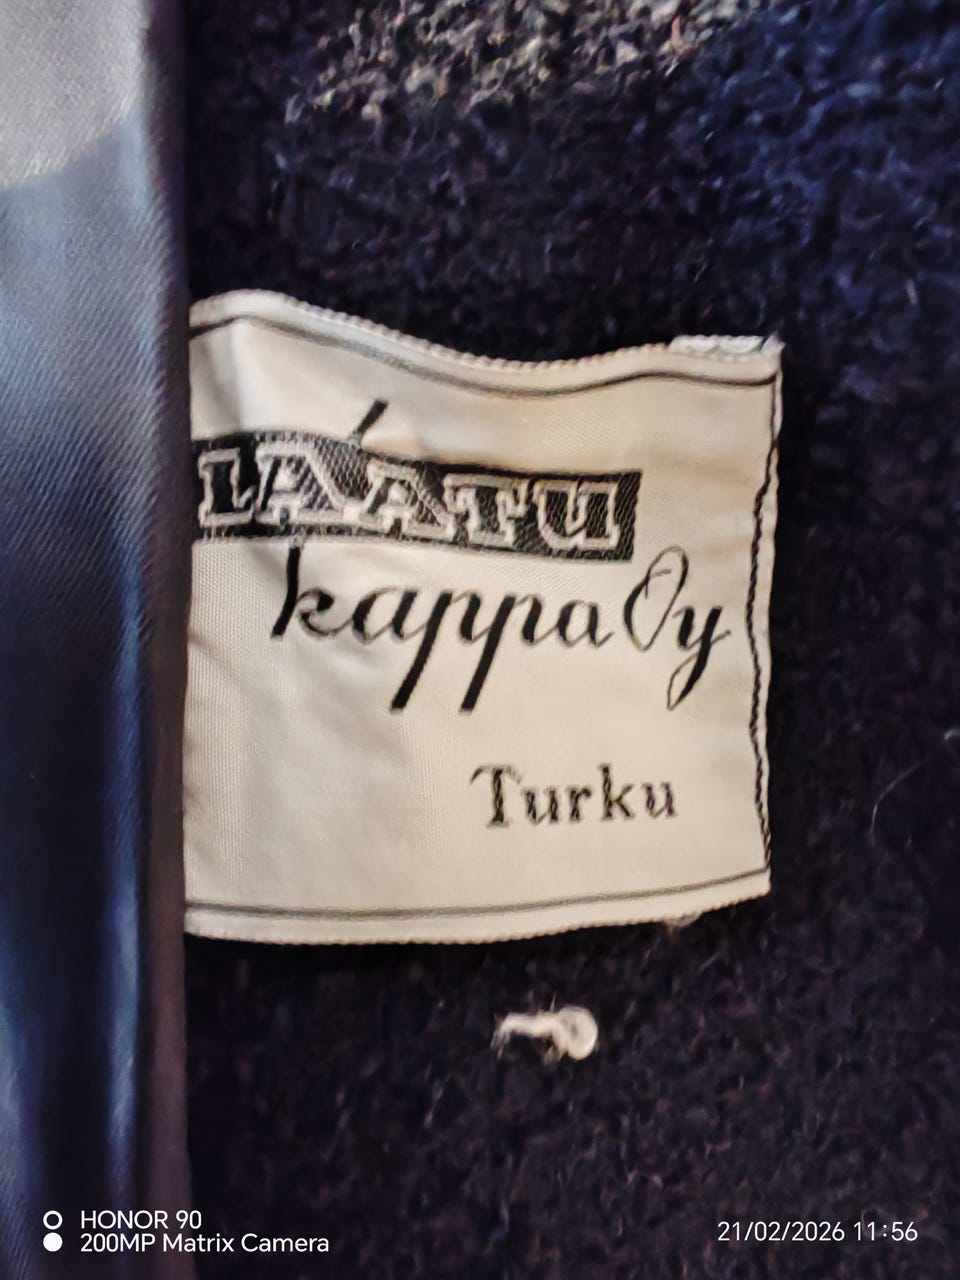 LAATU
kappa Oy
Turku
HONOR 90
200MP Matrix Camera
21/02/2026 11:56